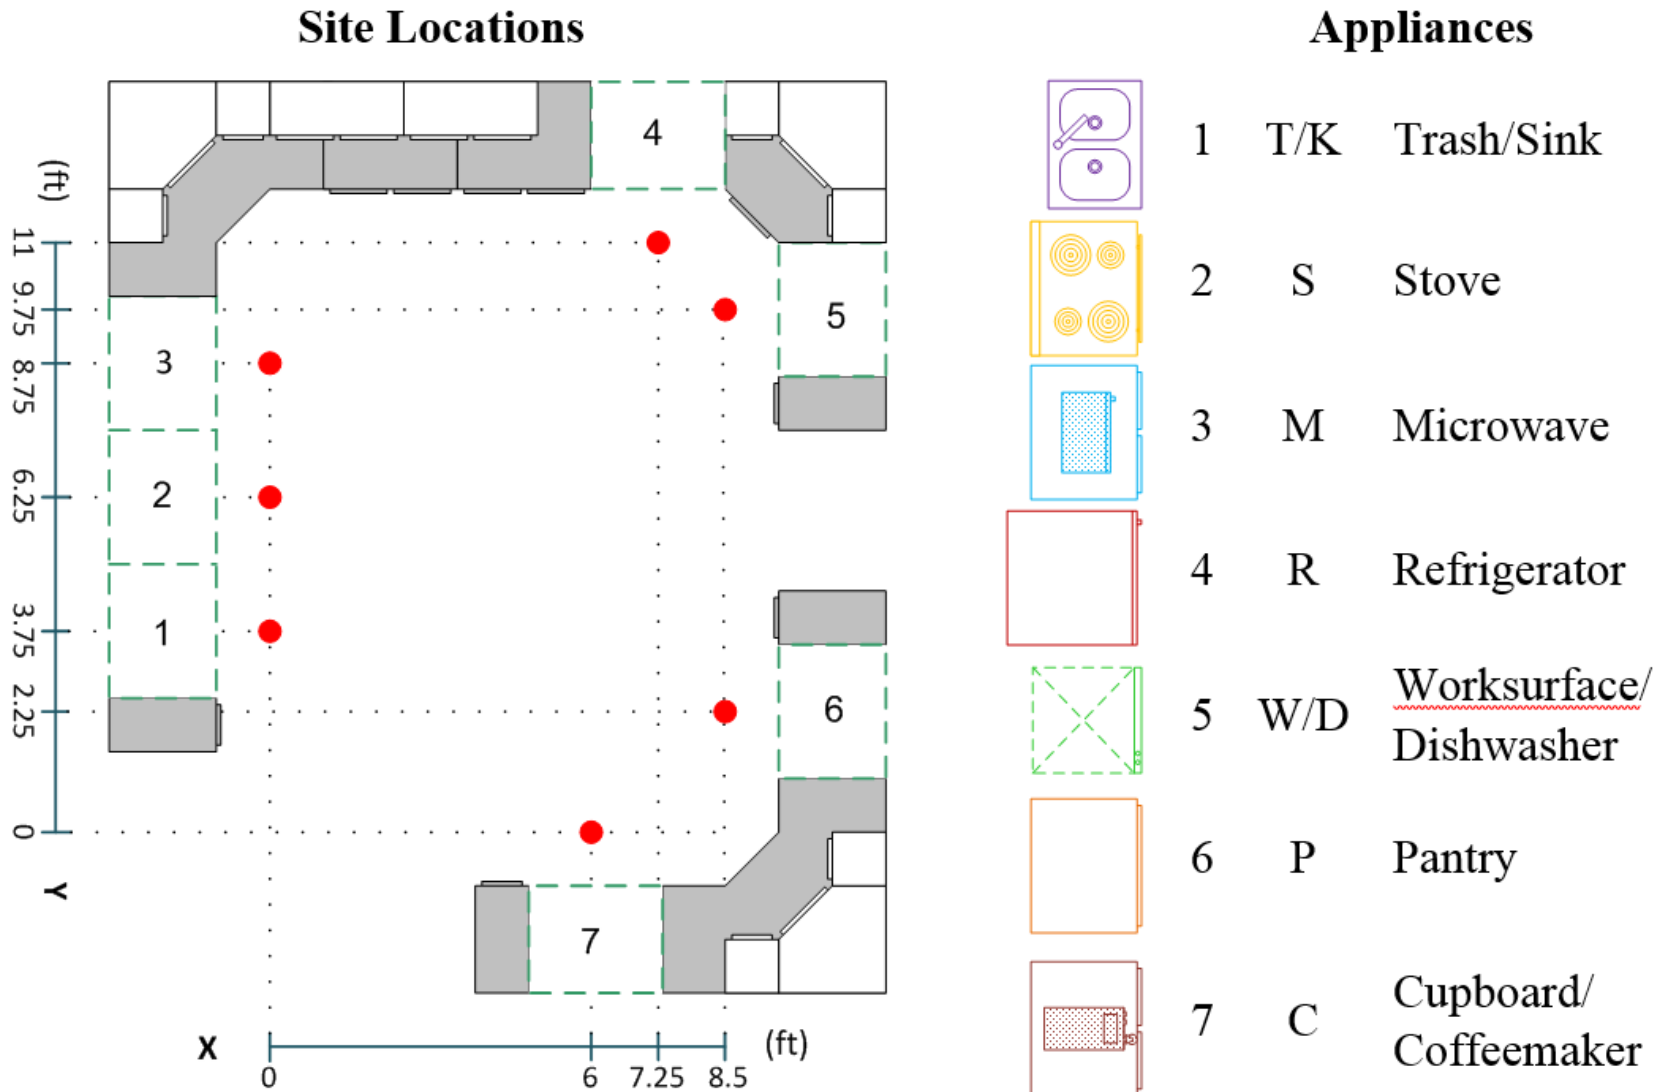 Site Locations
Appliances
(ft)
11
9.75
8.75
6.25
3.75
2.25
0
Y
4
5
3
2
1
6
7
X
0
6
7.25
8.5
(ft)
1 T/K Trash/Sink
2 S Stove
3 M Microwave
4 R Refrigerator
5 W/D Worksurface/
Dishwasher
6 P Pantry
7 C Cupboard/
Coffeemaker